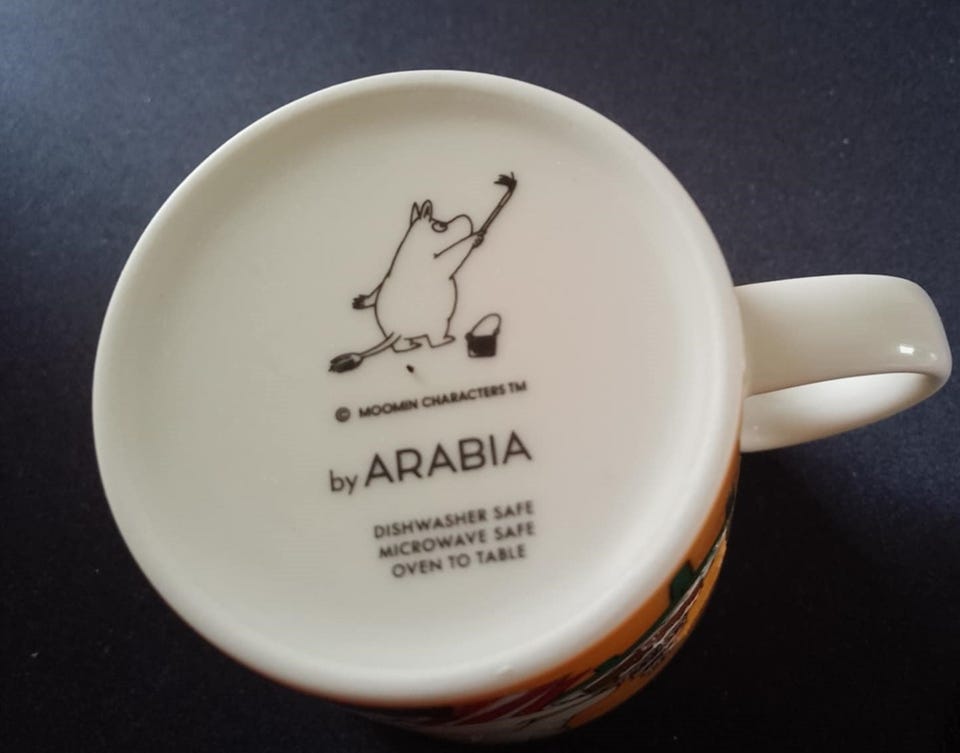 © MOOMIN CHARACTERS TM
by ARABIA
DISHWASHER SAFE
MICROWAVE SAFE
OVEN TO TABLE